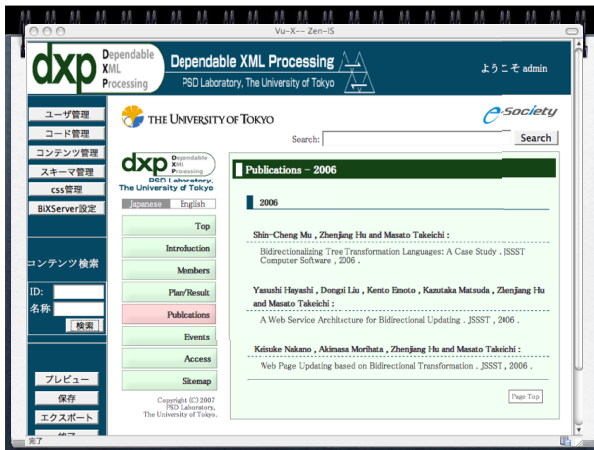 Vu-X-- Zen-IS
dxp Dependable XML Processing
Dependable XML Processing
PSD Laboratory, The University of Tokyo
ようこそ admin
ユーザ管理
コード管理
コンテンツ管理
スキーマ管理
css管理
BiXServer設定
コンテンツ検索
ID:
名称
検索
プレビュー
保存
エクスポート
THE UNIVERSITY OF TOKYO
e-Society
Search:
Search
dxp Dependable XML Processing
PSD Laboratory,
The University of Tokyo
Japanese English
Top
Introduction
Members
Plan/Result
Publications
Events
Access
Sitemap
Copyright (C) 2007
PSD Laboratory,
The University of Tokyo.
Publications - 2006
2006
Shin-Cheng Mu , Zhenjiang Hu and Masato Takeichi :
Bidirectionalizing Tree Transformation Languages: A Case Study . JSSST
Computer Software , 2006 .
Yasushi Hayashi , Dongxi Liu , Kento Emoto , Kazutaka Matsuda , Zhenjiang Hu
and Masato Takeichi :
A Web Service Architecture for Bidirectional Updating . JSSST , 2006 .
Keisuke Nakano , Akimasa Morihata , Zhenjiang Hu and Masato Takeichi :
Web Page Updating based on Bidirectional Transformation . JSSST , 2006 .
Page Top
完了